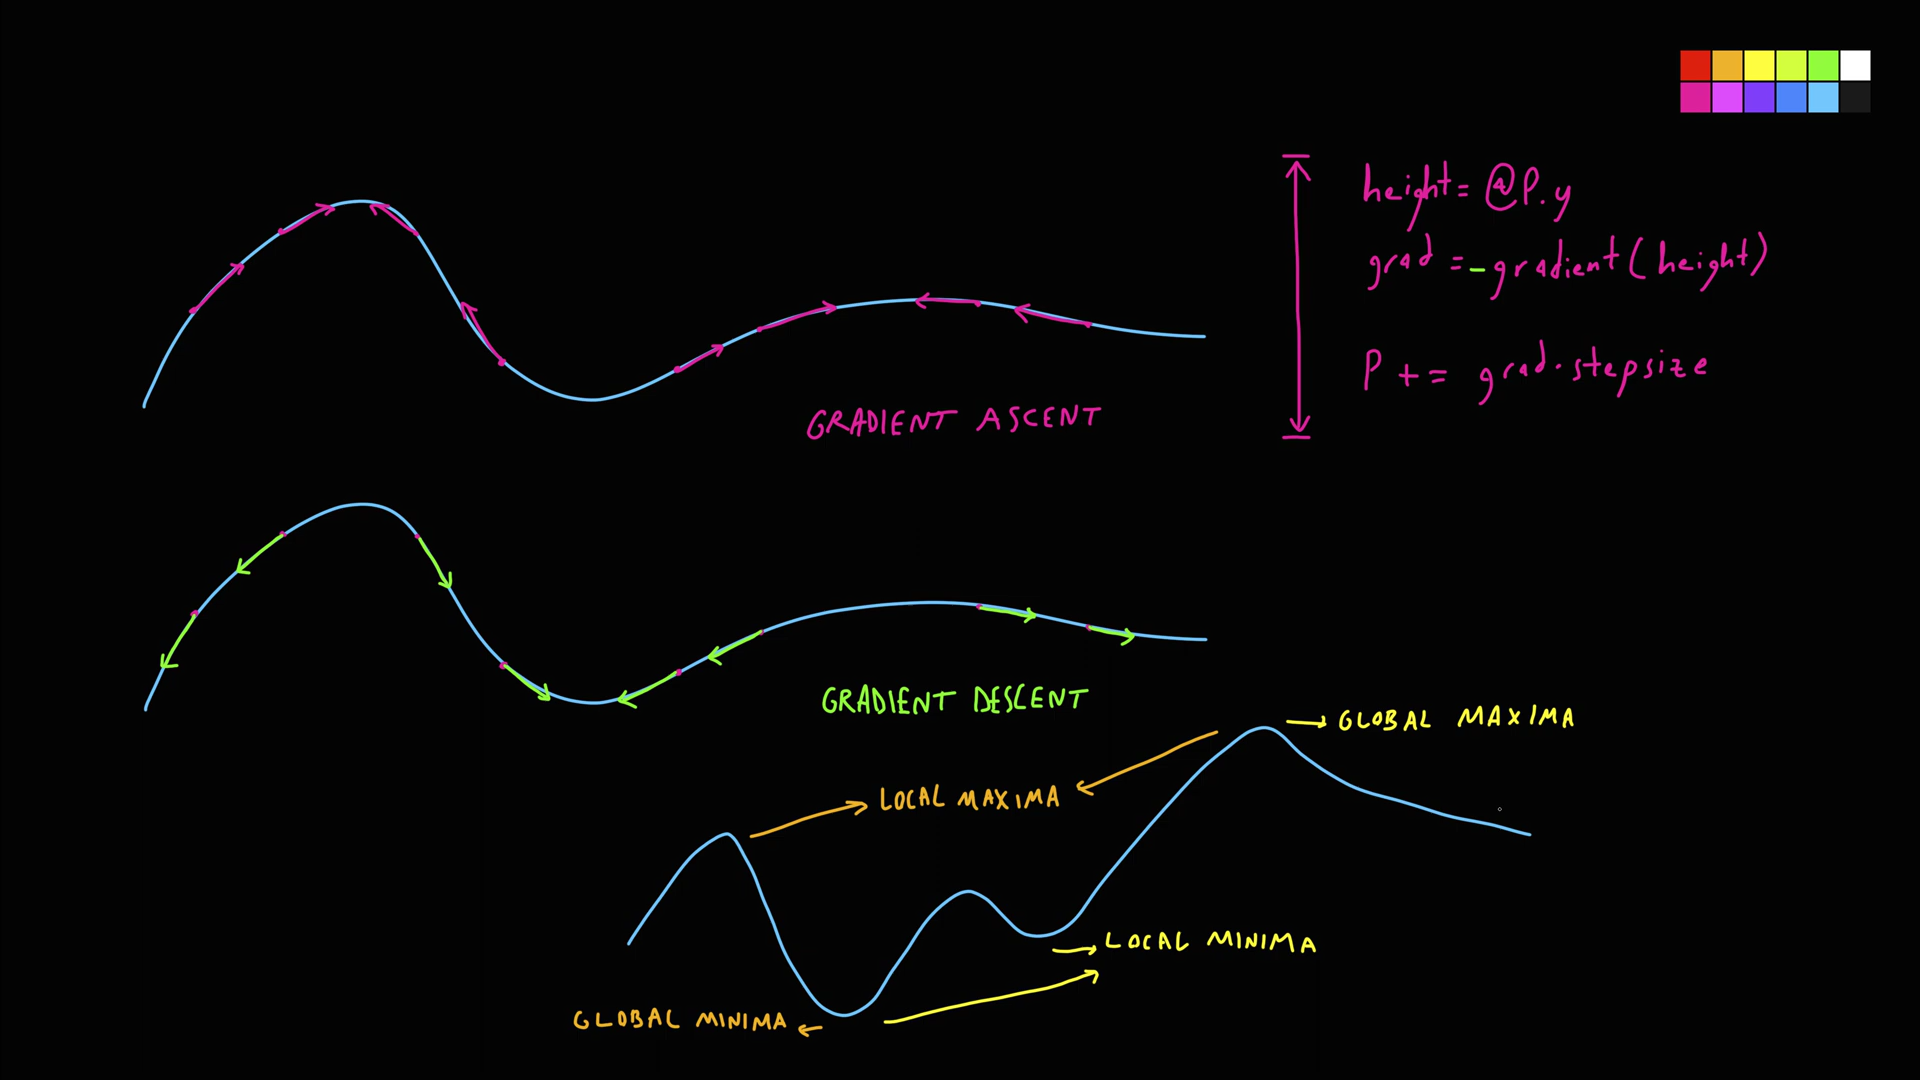 height = @P.y
grad = -gradient(height)
P += grad · stepsize
GRADIENT ASCENT
GRADIENT DESCENT
GLOBAL MAXIMA
LOCAL MAXIMA
LOCAL MINIMA
GLOBAL MINIMA